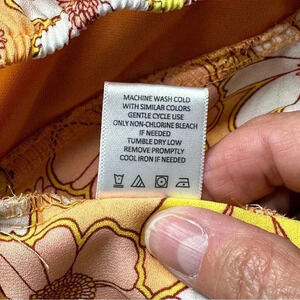 MACHINE WASH COLD
WITH SIMILAR COLORS
GENTLE CYCLE USE
ONLY NON-CHLORINE BLEACH
IF NEEDED
TUMBLE DRY LOW
REMOVE PROMPTLY
COOL IRON IF NEEDED